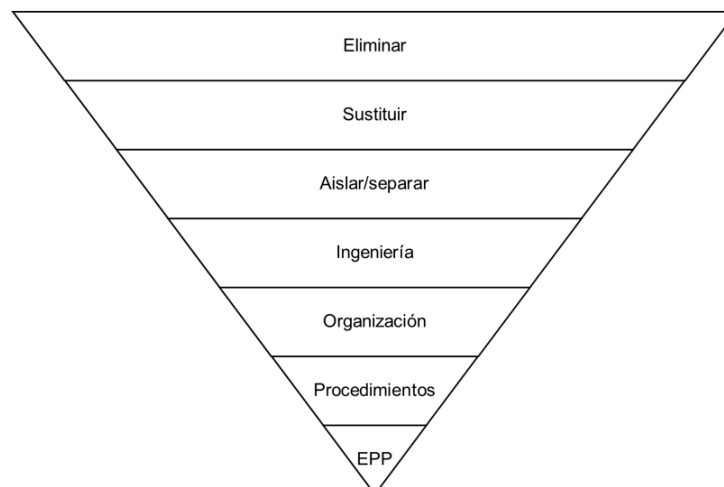 Eliminar
Sustituir
Aislar/separar
Ingeniería
Organización
Procedimientos
EPP